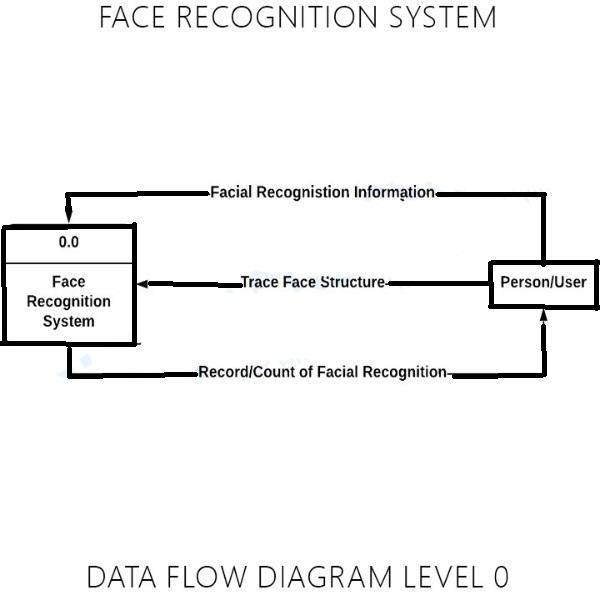 FACE RECOGNITION SYSTEM
Facial Recognistion Information
0.0
Face
Recognition
System
Trace Face Structure
Person/User
Record/Count of Facial Recognition
DATA FLOW DIAGRAM LEVEL 0